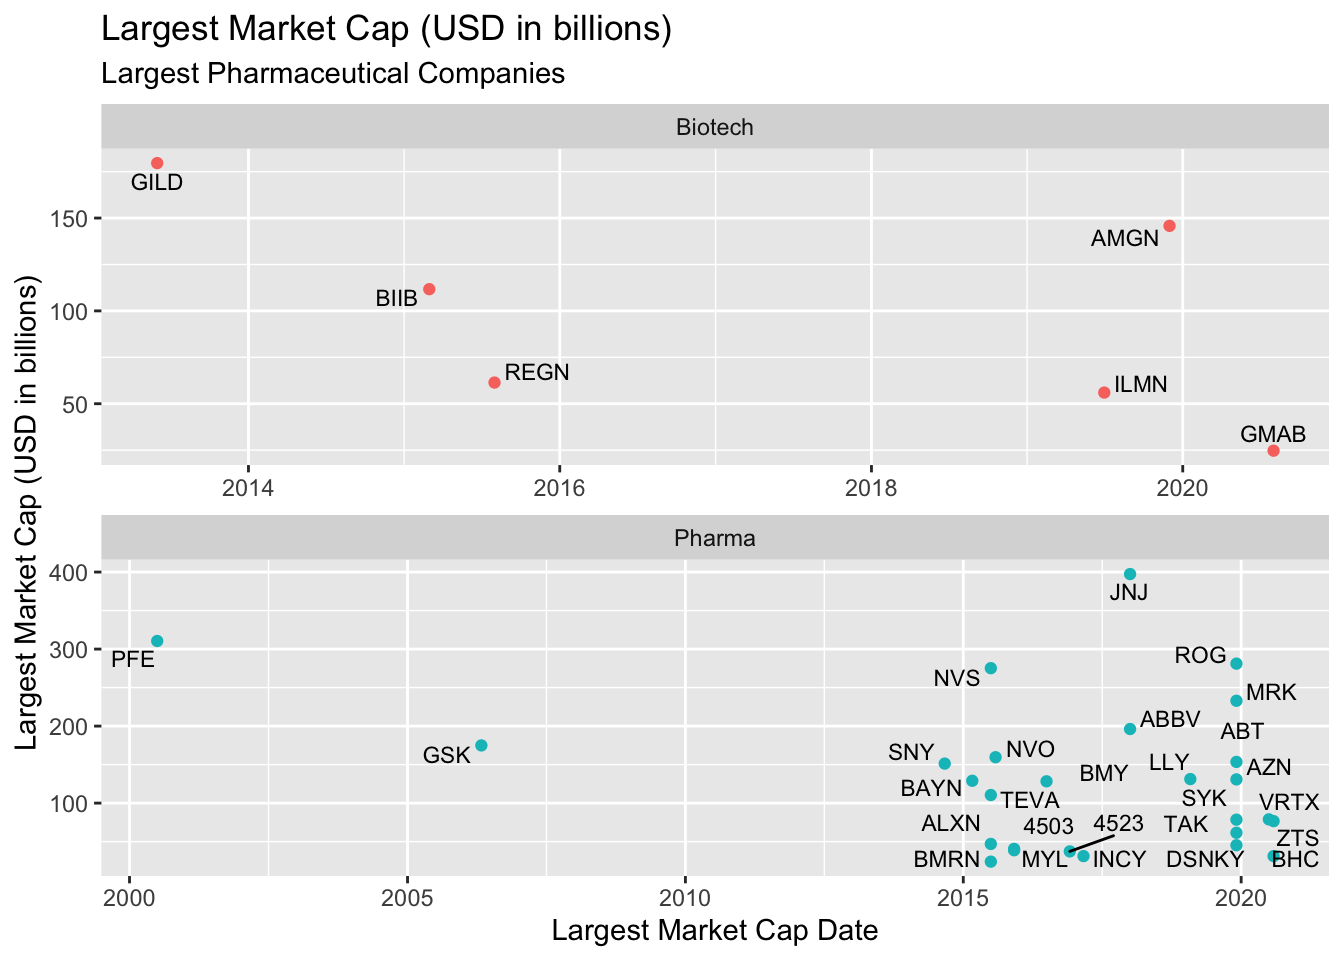 Largest Market Cap (USD in billions)
Largest Pharmaceutical Companies
Largest Market Cap (USD in billions)
Biotech
GILD
150
AMGN
BIIB
100
REGN
ILMN
50
GMAB
2014 2016 2018 2020
Pharma
400
JNJ
300
PFE
ROG
NVS
MRK
200
ABBV
ABT
GSK
SNY
NVO
LLY
AZN
BMY
BAYN
100
TEVA
SYK
VRTX
ALXN
4503
4523
TAK
ZTS
BMRN
MYL
INCY
DSNKY
BHC
2000 2005 2010 2015 2020
Largest Market Cap Date